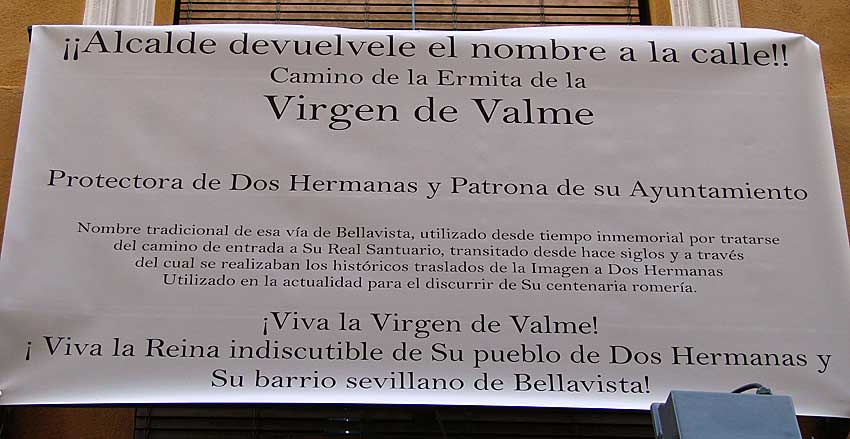 ¡¡Alcalde devuelvele el nombre a la calle!!
Camino de la Ermita de la
Virgen de Valme
Protectora de Dos Hermanas y Patrona de su Ayuntamiento
Nombre tradicional de esa vía de Bellavista, utilizado desde tiempo inmemorial por tratarse
del camino de entrada a Su Real Santuario, transitado desde hace siglos y a través
del cual se realizaban los históricos traslados de la Imagen a Dos Hermanas
Utilizado en la actualidad para el discurrir de Su centenaria romería.
¡Viva la Virgen de Valme!
¡ Viva la Reina indiscutible de Su pueblo de Dos Hermanas y
Su barrio sevillano de Bellavista!